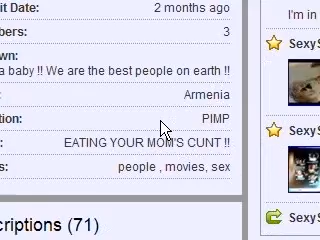 it Date: 2 months ago
bers: 3
wn:
a baby !! We are the best people on earth !!
: Armenia
tion: PIMP
: EATING YOUR MOM'S CUNT !!
s: people , movies, sex
criptions (71)
I'm in
SexyS
SexyS
SexyS